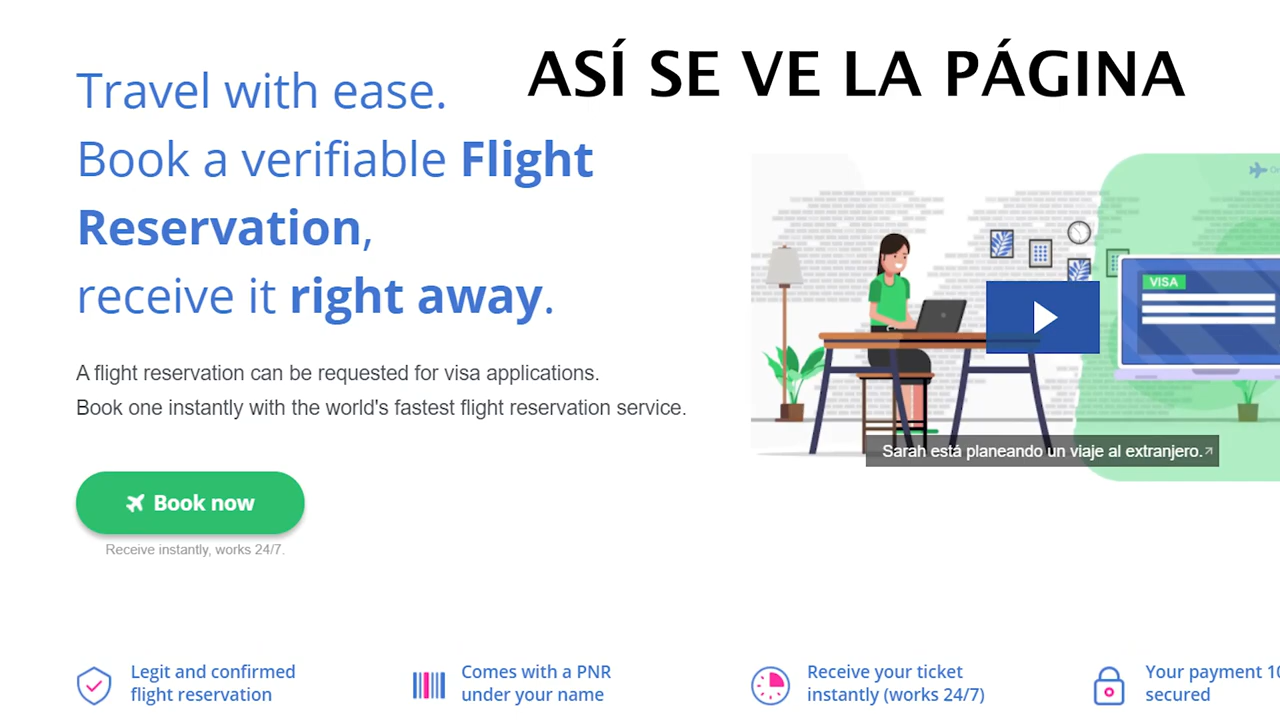 ASÍ SE VE LA PÁGINA
Travel with ease.
Book a verifiable Flight
Reservation,
receive it right away.
A flight reservation can be requested for visa applications.
Book one instantly with the world's fastest flight reservation service.
Book now
Receive instantly, works 24/7.
VISA
Sarah está planeando un viaje al extranjero.
Legit and confirmed
flight reservation
Comes with a PNR
under your name
Receive your ticket
instantly (works 24/7)
Your payment
secured